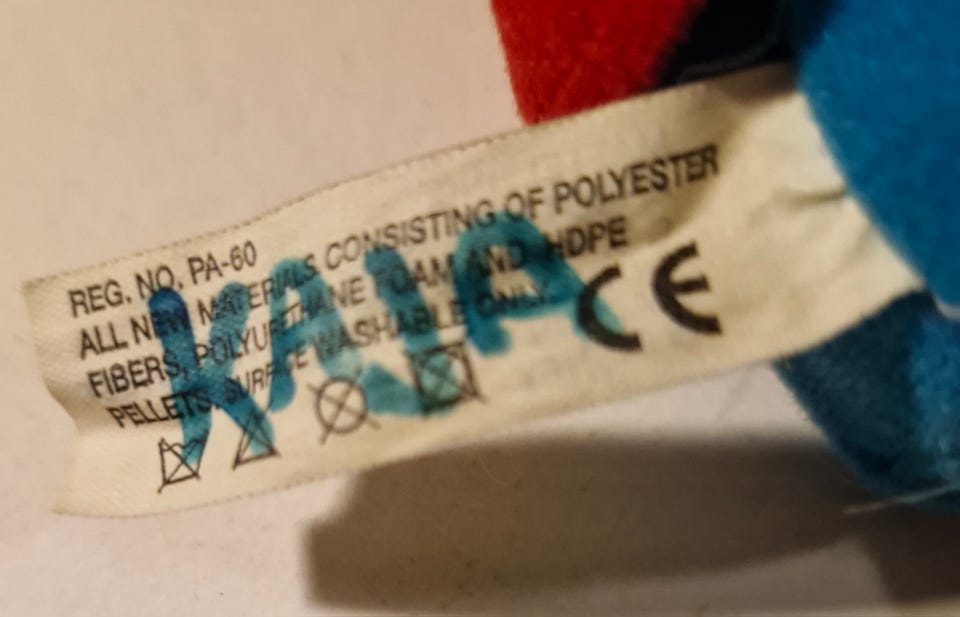 REG. NO. PA-60
ALL NEW MATERIALS CONSISTING OF POLYESTER
FIBERS, POLYURETHANE FOAM AND HDPE
PELLETS SURFACE WASHABLE ONLY
CE
KAJA